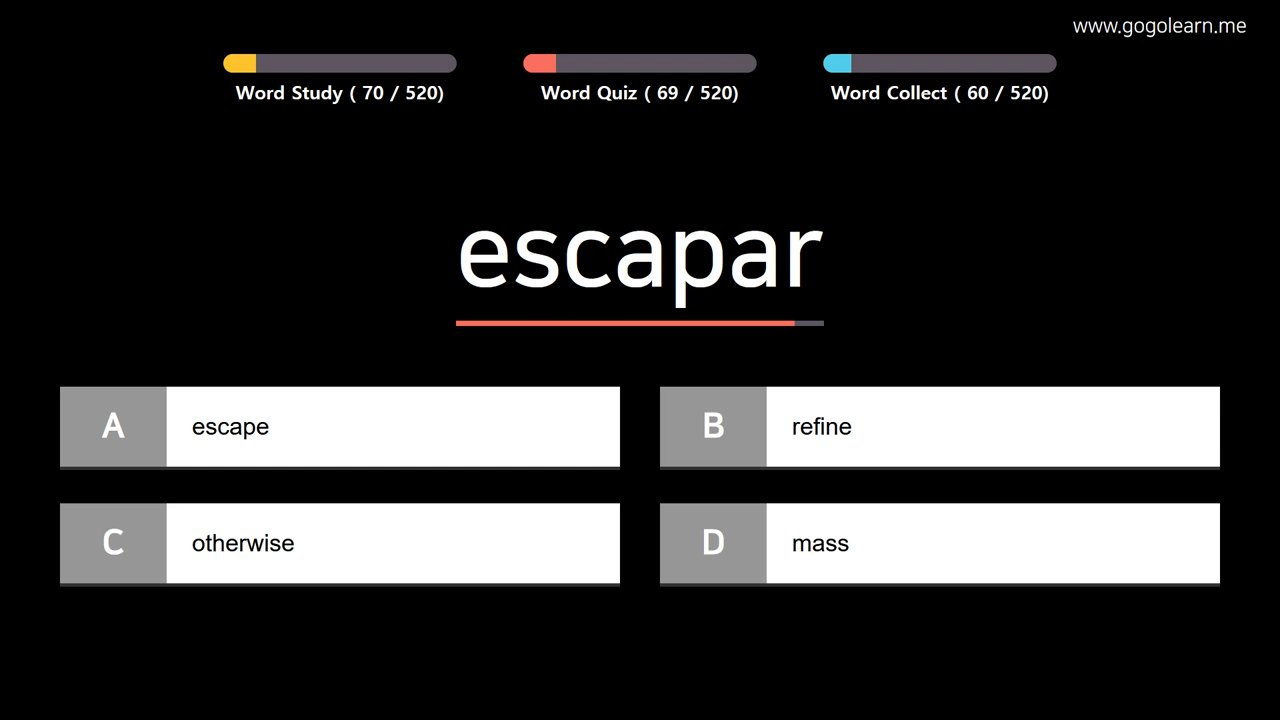 www.gogolearn.me
Word Study ( 70 / 520)
Word Quiz ( 69 / 520)
Word Collect ( 60 / 520)
escapar
A escape
B refine
C otherwise
D mass